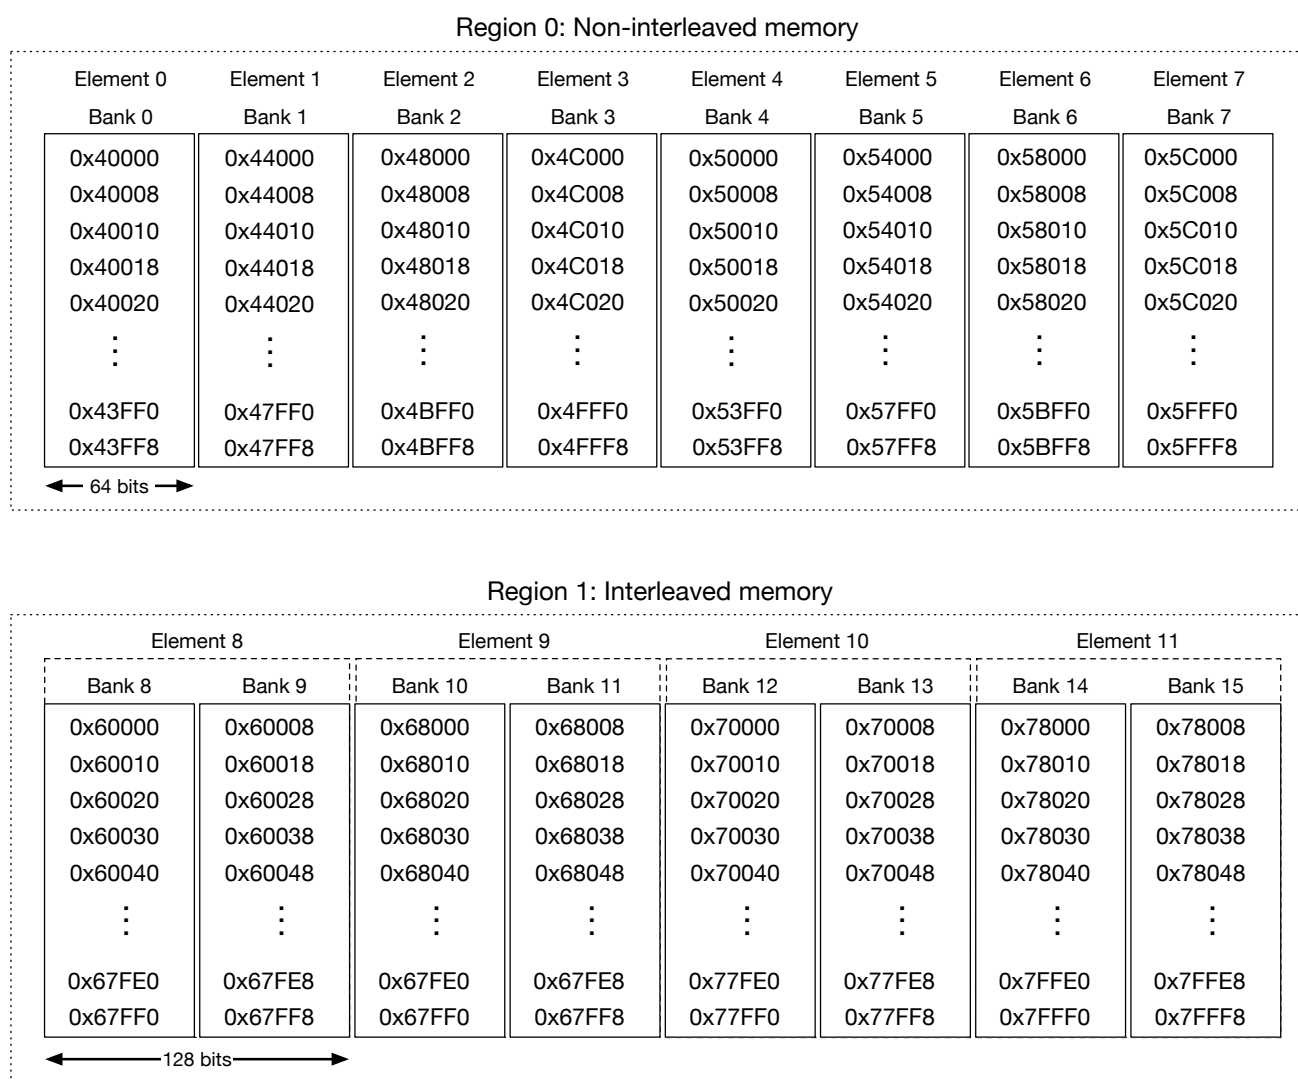 Region 0: Non-interleaved memory
Element 0 Element 1 Element 2 Element 3 Element 4 Element 5 Element 6 Element 7
Bank 0 Bank 1 Bank 2 Bank 3 Bank 4 Bank 5 Bank 6 Bank 7
0x40000 0x44000 0x48000 0x4C000 0x50000 0x54000 0x58000 0x5C000
0x40008 0x44008 0x48008 0x4C008 0x50008 0x54008 0x58008 0x5C008
0x40010 0x44010 0x48010 0x4C010 0x50010 0x54010 0x58010 0x5C010
0x40018 0x44018 0x48018 0x4C018 0x50018 0x54018 0x58018 0x5C018
0x40020 0x44020 0x48020 0x4C020 0x50020 0x54020 0x58020 0x5C020
⋮ ⋮ ⋮ ⋮ ⋮ ⋮ ⋮ ⋮
0x43FF0 0x47FF0 0x4BFF0 0x4FFF0 0x53FF0 0x57FF0 0x5BFF0 0x5FFF0
0x43FF8 0x47FF8 0x4BFF8 0x4FFF8 0x53FF8 0x57FF8 0x5BFF8 0x5FFF8
64 bits
Region 1: Interleaved memory
Element 8 Element 9 Element 10 Element 11
Bank 8 Bank 9 Bank 10 Bank 11 Bank 12 Bank 13 Bank 14 Bank 15
0x60000 0x60008 0x68000 0x68008 0x70000 0x70008 0x78000 0x78008
0x60010 0x60018 0x68010 0x68018 0x70010 0x70018 0x78010 0x78018
0x60020 0x60028 0x68020 0x68028 0x70020 0x70028 0x78020 0x78028
0x60030 0x60038 0x68030 0x68038 0x70030 0x70038 0x78030 0x78038
0x60040 0x60048 0x68040 0x68048 0x70040 0x70048 0x78040 0x78048
⋮ ⋮ ⋮ ⋮ ⋮ ⋮ ⋮ ⋮
0x67FE0 0x67FE8 0x67FE0 0x67FE8 0x77FE0 0x77FE8 0x7FFE0 0x7FFE8
0x67FF0 0x67FF8 0x67FF0 0x67FF8 0x77FF0 0x77FF8 0x7FFF0 0x7FFF8
128 bits